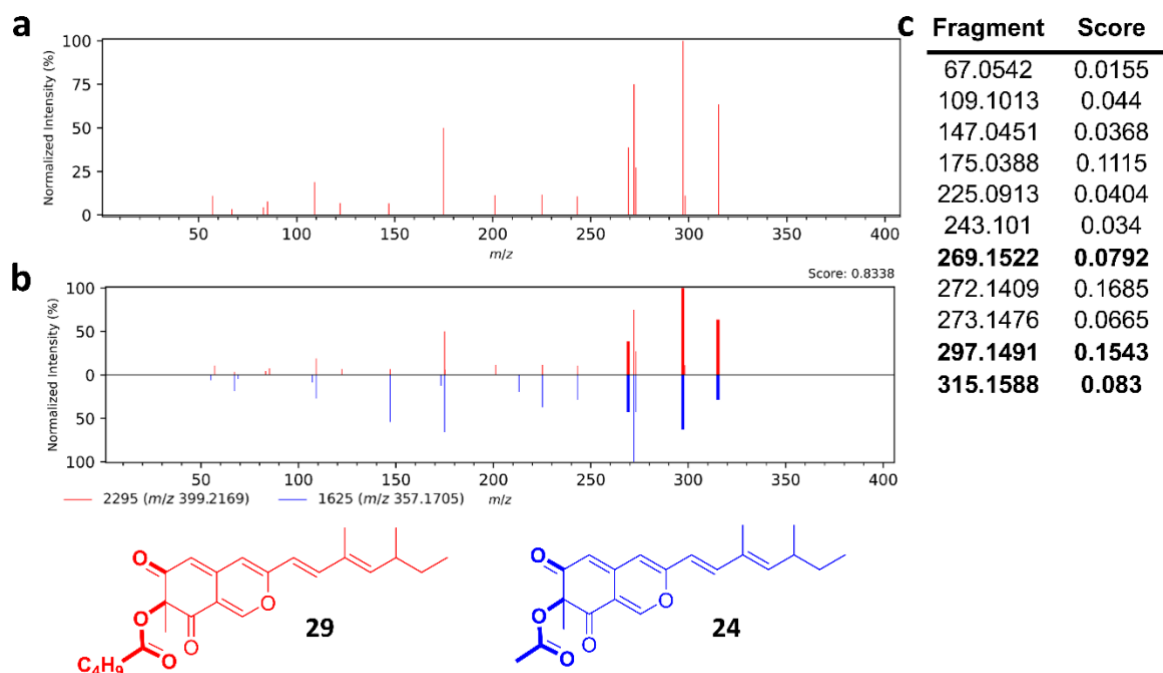 a
Normalized Intensity (%)
100
75
50
25
0
50 100 150 200 250 300 350 400
m/z
b
Score: 0.8338
Normalized Intensity (%)
100
50
0
50
100
50 100 150 200 250 300 350 400
2295 (m/z 399.2169) 1625 (m/z 357.1705) m/z
c Fragment Score
67.0542 0.0155
109.1013 0.044
147.0451 0.0368
175.0388 0.1115
225.0913 0.0404
243.101 0.034
269.1522 0.0792
272.1409 0.1685
273.1476 0.0665
297.1491 0.1543
315.1588 0.083
O
O
O
O
O
C₄H₉
29
O
O
O
O
O
24